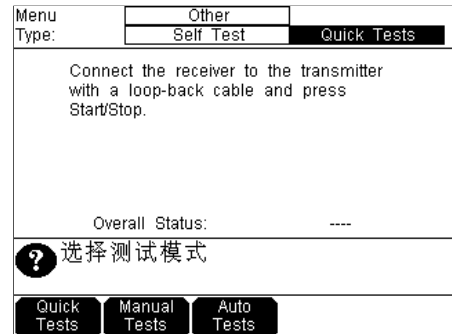 Menu Other
Type: Self Test Quick Tests
Connect the receiver to the transmitter
with a loop-back cable and press
Start/Stop.
Overall Status: ----
? 选择测试模式
Quick Tests
Manual Tests
Auto Tests